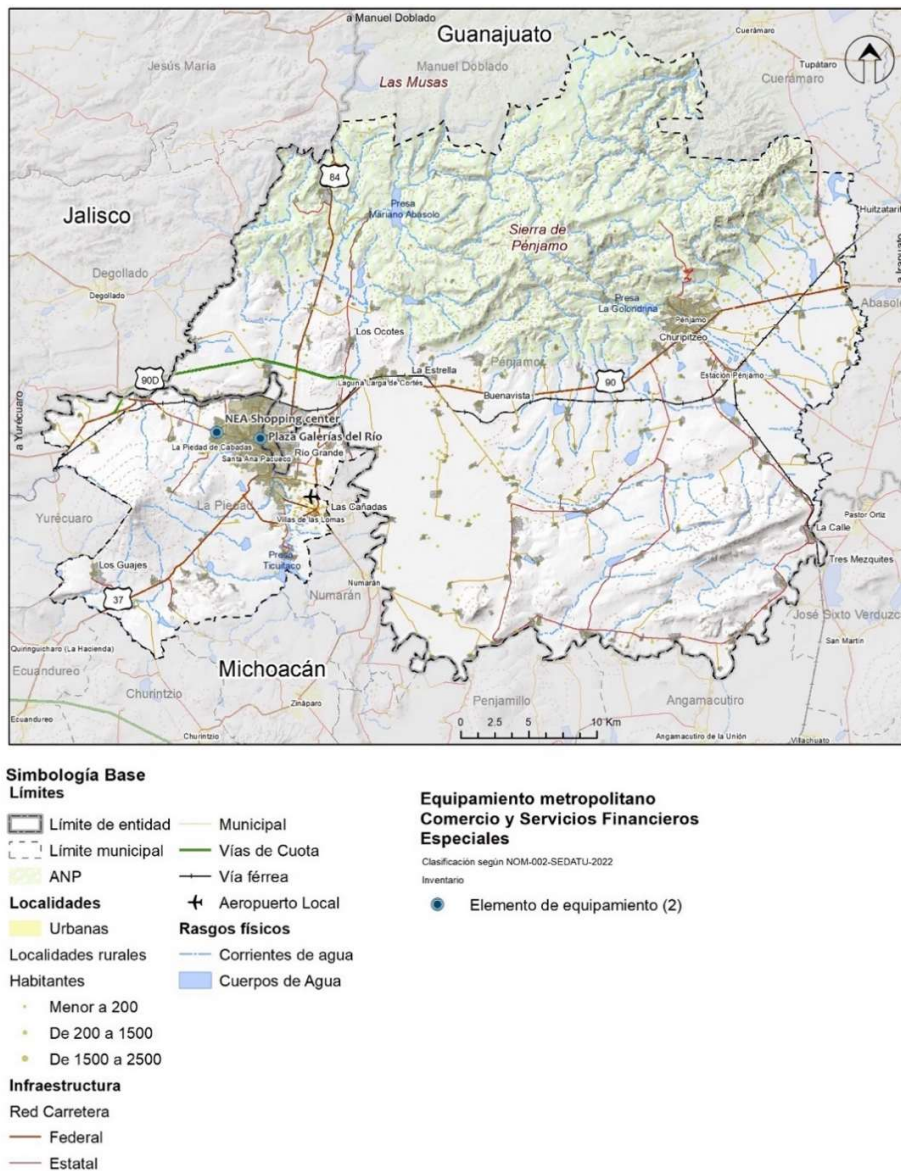 a Manuel Doblado
Guanajuato
Cuerámaro
Jesús María
Manuel Doblado
Tupátaro
Las Musas
Cuerámaro
84
Presa
Mariano Abasolo
Huitzatarit
Jalisco
Sierra de
Pénjamo
a Irapuato
Degollado
Degollado
Presa
La Golondrina
Abasolo
Pénjamo
Churipitzeo
Los Ocotes
La Estrella
Pénjamo
Estación Pénjamo
90D
Laguna Larga de Cortés
90
Buenavista
a Yurécuaro
NEA Shopping center
Plaza Galerías del Río
La Piedad de Cabadas
Santa Ana Pacueco
Río Grande
La Piedad
Las Cañadas
Villas de las Lomas
Pastor Ortiz
Yurécuaro
La Calle
Presa
Ticuitaco
Los Guajes
Numarán
Tres Mezquites
37
Numarán
José Sixto Verduzc
Quiringuicharo (La Hacienda)
San Martín
Michoacán
Ecuandureo
Churintzio
Zináparo
Penjamillo
Angamacutiro
Ecuandureo
0 2.5 5 10 Km
Churintzio
Angamacutiro de la Unión
Villachuato
Simbología Base
Límites
Límite de entidad
Límite municipal
ANP
Localidades
Urbanas
Localidades rurales
Habitantes
Menor a 200
De 200 a 1500
De 1500 a 2500
Infraestructura
Red Carretera
Federal
Estatal
Municipal
Vías de Cuota
Vía férrea
Aeropuerto Local
Rasgos físicos
Corrientes de agua
Cuerpos de Agua
Equipamiento metropolitano
Comercio y Servicios Financieros
Especiales
Clasificación según NOM-002-SEDATU-2022
Inventario
Elemento de equipamiento (2)